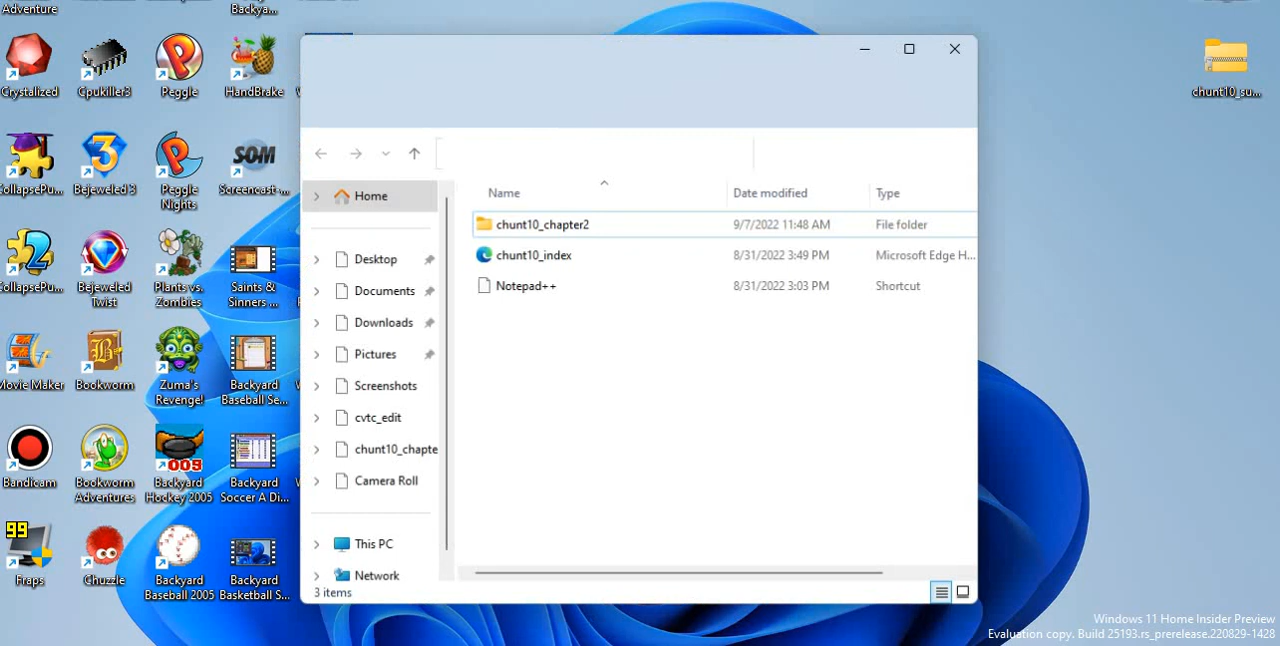 Adventure
Backya...
Crystalized
Cpukiller3
Peggle
HandBrake
chunt10_su...
CollapsePu...
Bejeweled 3
Peggle
Nights
SOM
Screencast-...
CollapsePu...
Bejeweled
Twist
Plants vs.
Zombies
Saints &
Sinners ...
Movie Maker
Bookworm
Zuma's
Revenge!
Backyard
Baseball Se...
Bandicam
Bookworm
Adventures
009
Backyard
Hockey 2005
Backyard
Soccer A Di...
99
Fraps
Chuzzle
Backyard
Baseball 2005
Backyard
Basketball S...
Home
Desktop
Documents
Downloads
Pictures
Screenshots
cvtc_edit
chunt10_chapte
Camera Roll
This PC
Network
3 items
Name Date modified Type
chunt10_chapter2 9/7/2022 11:48 AM File folder
chunt10_index 8/31/2022 3:49 PM Microsoft Edge H...
Notepad++ 8/31/2022 3:03 PM Shortcut
Windows 11 Home Insider Preview
Evaluation copy. Build 25193.rs_prerelease.220829-1428